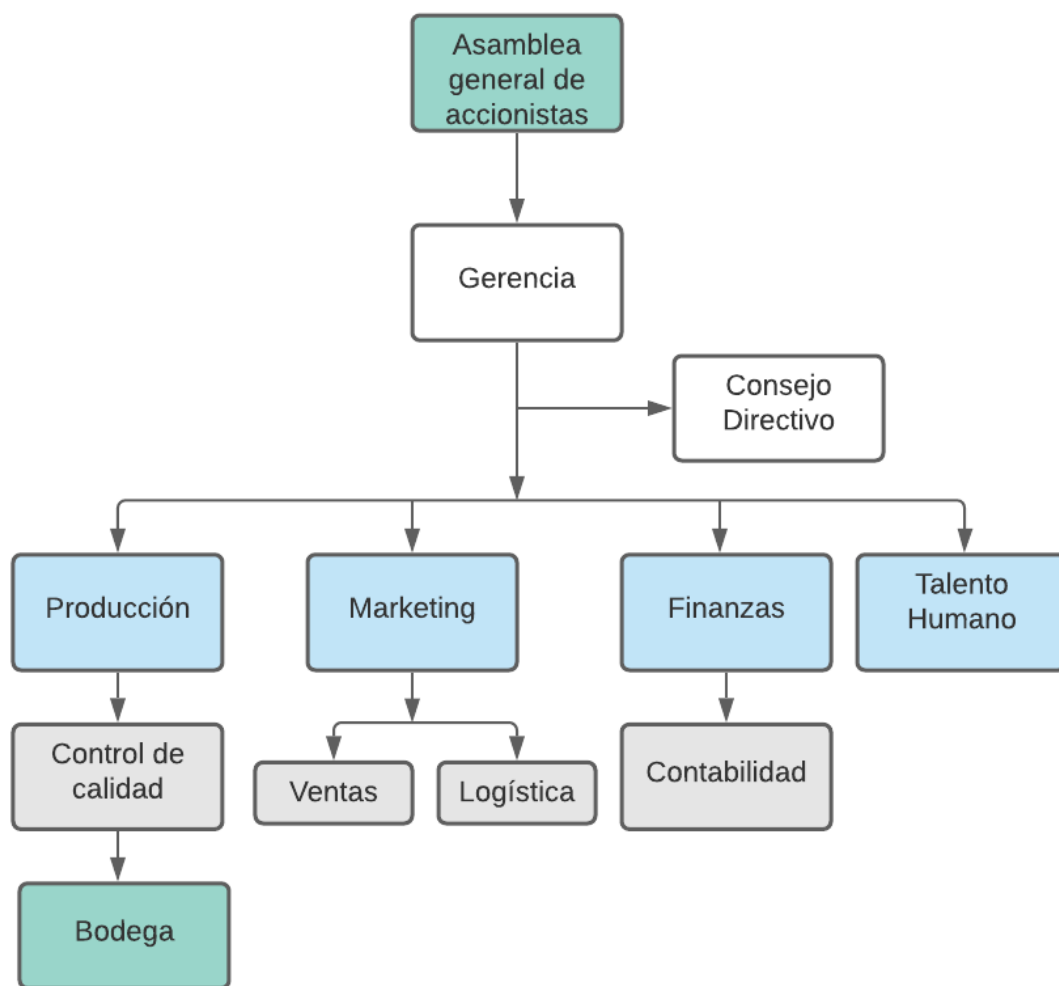 Asamblea
general de
accionistas
Gerencia
Consejo
Directivo
Producción
Marketing
Finanzas
Talento
Humano
Control de
calidad
Ventas
Logística
Contabilidad
Bodega